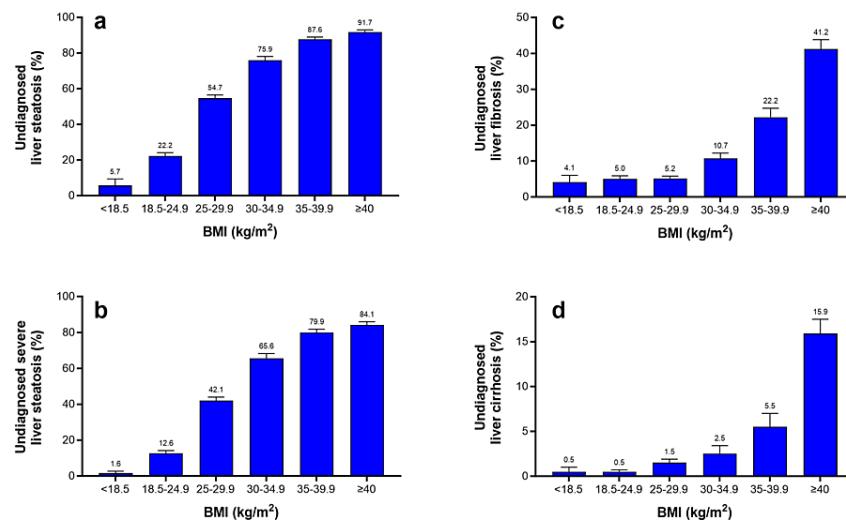 a
Undiagnosed
liver steatosis (%)
100
80
60
40
20
0
5.7
22.2
54.7
75.9
87.6
91.7
<18.5 18.5-24.9 25-29.9 30-34.9 35-39.9 ≥40
BMI (kg/m²)
c
Undiagnosed
liver fibrosis (%)
50
40
30
20
10
0
4.1
5.0
5.2
10.7
22.2
41.2
<18.5 18.5-24.9 25-29.9 30-34.9 35-39.9 ≥40
BMI (kg/m²)
b
Undiagnosed severe
liver steatosis (%)
100
80
60
40
20
0
1.6
12.6
42.1
65.6
79.9
84.1
<18.5 18.5-24.9 25-29.9 30-34.9 35-39.9 ≥40
BMI (kg/m²)
d
Undiagnosed
liver cirrhosis (%)
20
15
10
5
0
0.5
0.5
1.5
2.5
5.5
15.9
<18.5 18.5-24.9 25-29.9 30-34.9 35-39.9 ≥40
BMI (kg/m²)